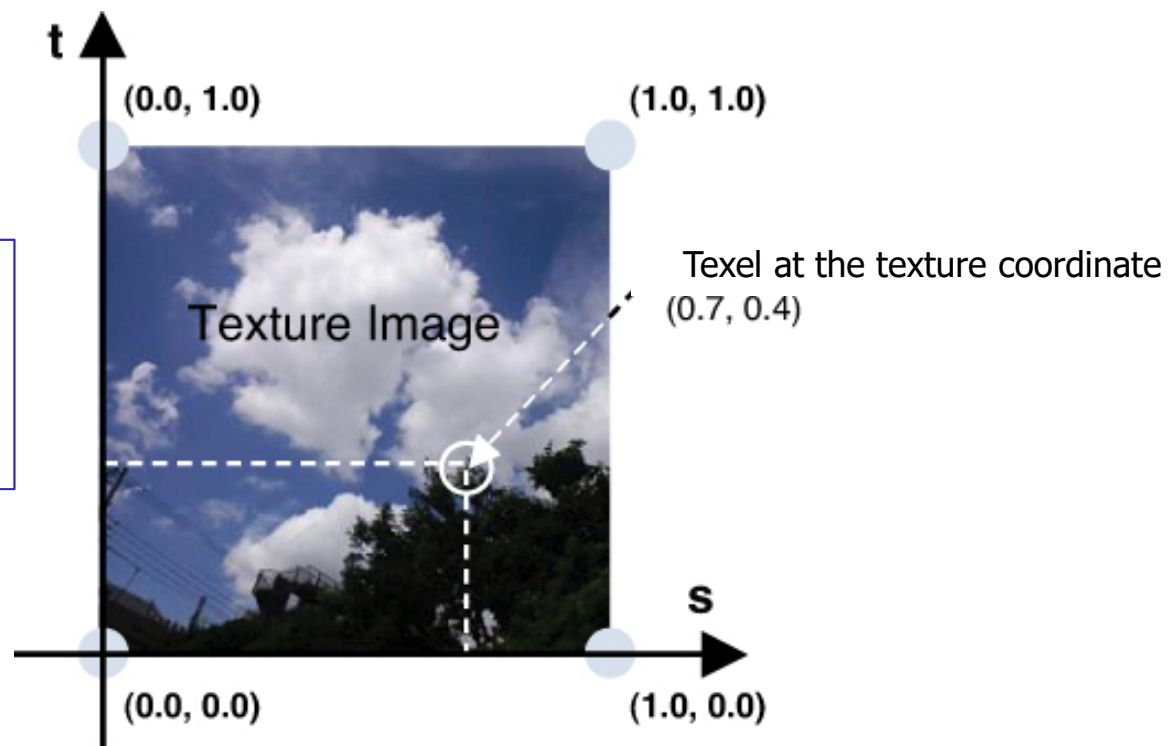 t
(0.0, 1.0)
(1.0, 1.0)
Texel at the texture coordinate
(0.7, 0.4)
Texture Image
s
(0.0, 0.0)
(1.0, 0.0)